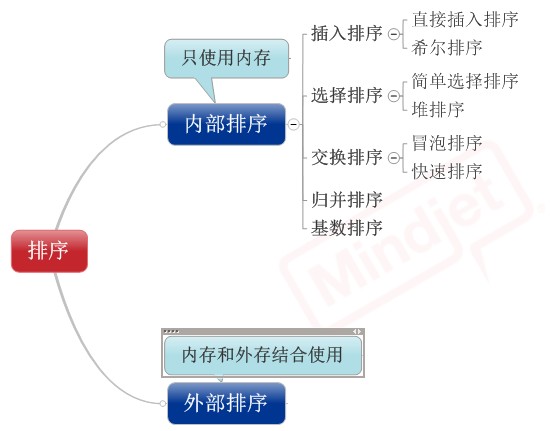 只使用内存
插入排序
直接插入排序
希尔排序
选择排序
简单选择排序
堆排序
内部排序
交换排序
冒泡排序
快速排序
归并排序
基数排序
排序
Mindjet
内存和外存结合使用
外部排序